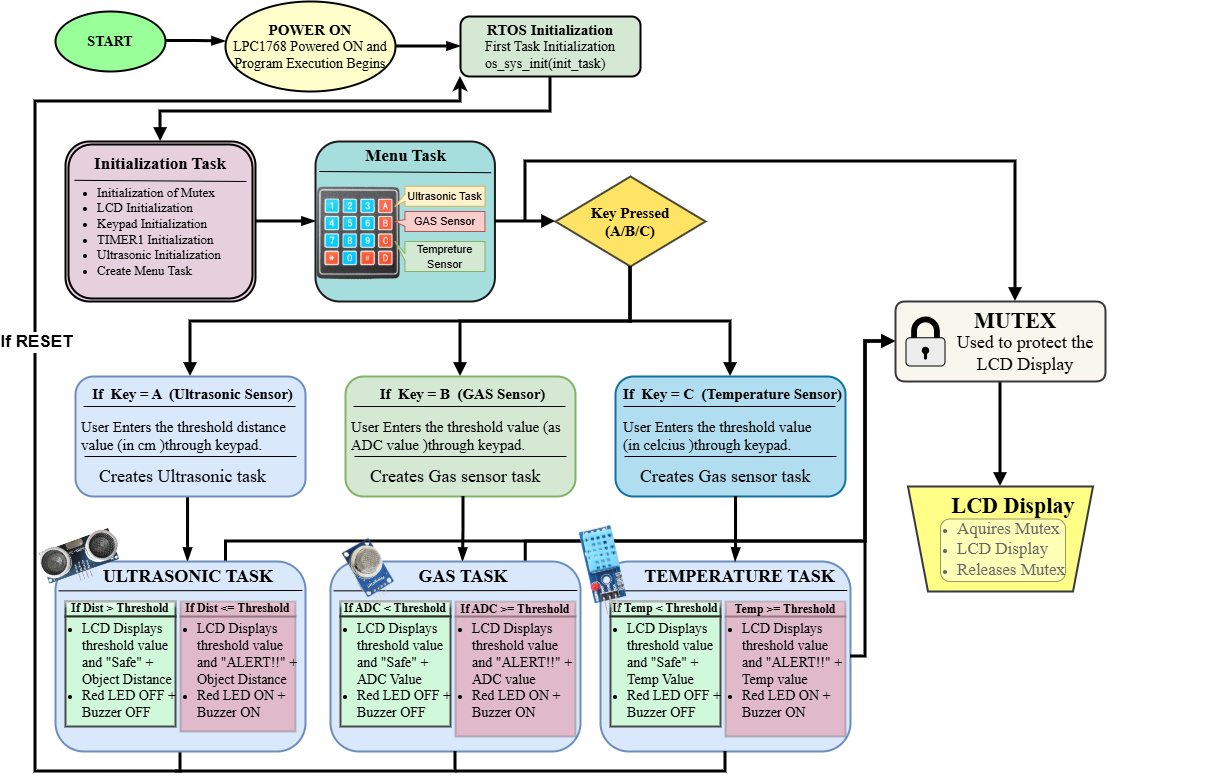 START
POWER ON
LPC1768 Powered ON and
Program Execution Begins
RTOS Initialization
First Task Initialization
os_sys_init(init_task)
Initialization Task
Initialization of Mutex
LCD Initialization
Keypad Initialization
TIMER1 Initialization
Ultrasonic Initialization
Create Menu Task
Menu Task
1 2 3 A
4 5 6 B
7 8 9 C
* 0 # D
Ultrasonic Task
GAS Sensor
Tempreture
Sensor
Key Pressed
(A/B/C)
If RESET
MUTEX
Used to protect the
LCD Display
If Key = A (Ultrasonic Sensor)
User Enters the threshold distance
value (in cm )through keypad.
Creates Ultrasonic task
If Key = B (GAS Sensor)
User Enters the threshold value (as
ADC value )through keypad.
Creates Gas sensor task
If Key = C (Temperature Sensor)
User Enters the threshold value
(in celcius )through keypad.
Creates Gas sensor task
LCD Display
Aquires Mutex
LCD Display
Releases Mutex
ULTRASONIC TASK
If Dist > Threshold
LCD Displays
threshold value
and "Safe" +
Object Distance
Red LED OFF +
Buzzer OFF
If Dist <= Threshold
LCD Displays
threshold value
and "ALERT!!" +
Object Distance
Red LED ON +
Buzzer ON
GAS TASK
If ADC < Threshold
LCD Displays
threshold value
and "Safe" +
ADC Value
Red LED OFF +
Buzzer OFF
If ADC >= Threshold
LCD Displays
threshold value
and "ALERT!!" +
ADC value
Red LED ON +
Buzzer ON
TEMPERATURE TASK
If Temp < Threshold
LCD Displays
threshold value
and "Safe" +
Temp Value
Red LED OFF +
Buzzer OFF
Temp >= Threshold
LCD Displays
threshold value
and "ALERT!!" +
Temp value
Red LED ON +
Buzzer ON